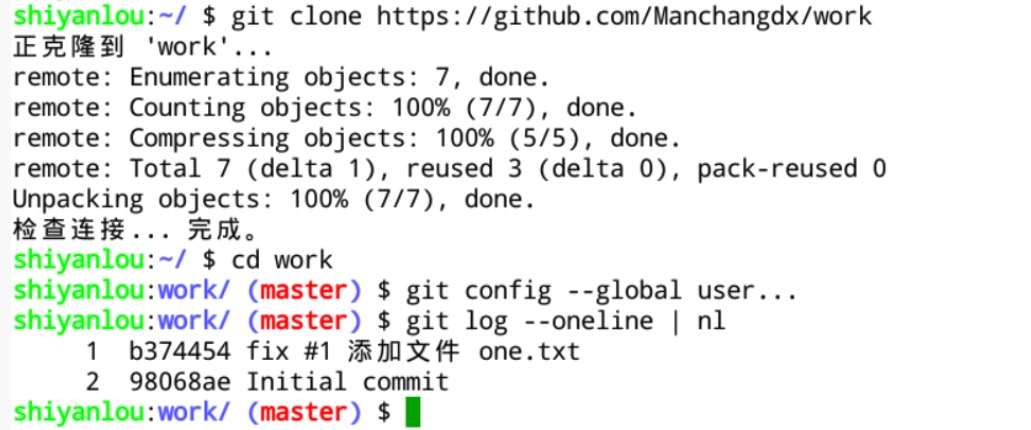 shiyanlou:~/ $ git clone https://github.com/Manchangdx/work
正克隆到 'work'...
remote: Enumerating objects: 7, done.
remote: Counting objects: 100% (7/7), done.
remote: Compressing objects: 100% (5/5), done.
remote: Total 7 (delta 1), reused 3 (delta 0), pack-reused 0
Unpacking objects: 100% (7/7), done.
检查连接... 完成。
shiyanlou:~/ $ cd work
shiyanlou:work/ (master) $ git config --global user...
shiyanlou:work/ (master) $ git log --oneline | nl
     1  b374454 fix #1 添加文件 one.txt
     2  98068ae Initial commit
shiyanlou:work/ (master) $